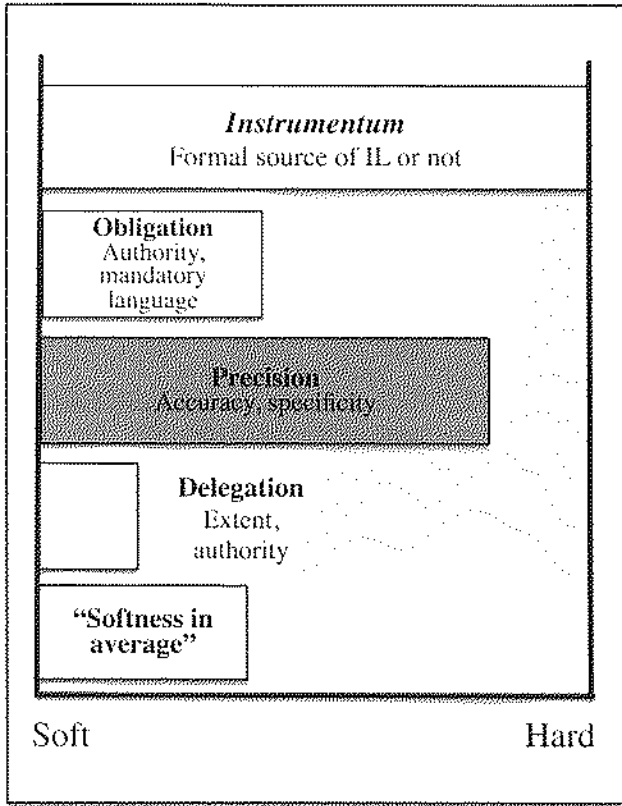 Instrumentum
Formal source of IL or not
Obligation
Authority,
mandatory
language
Precision
Accuracy, specificity
Delegation
Extent,
authority
“Softness in
average”
Soft
Hard